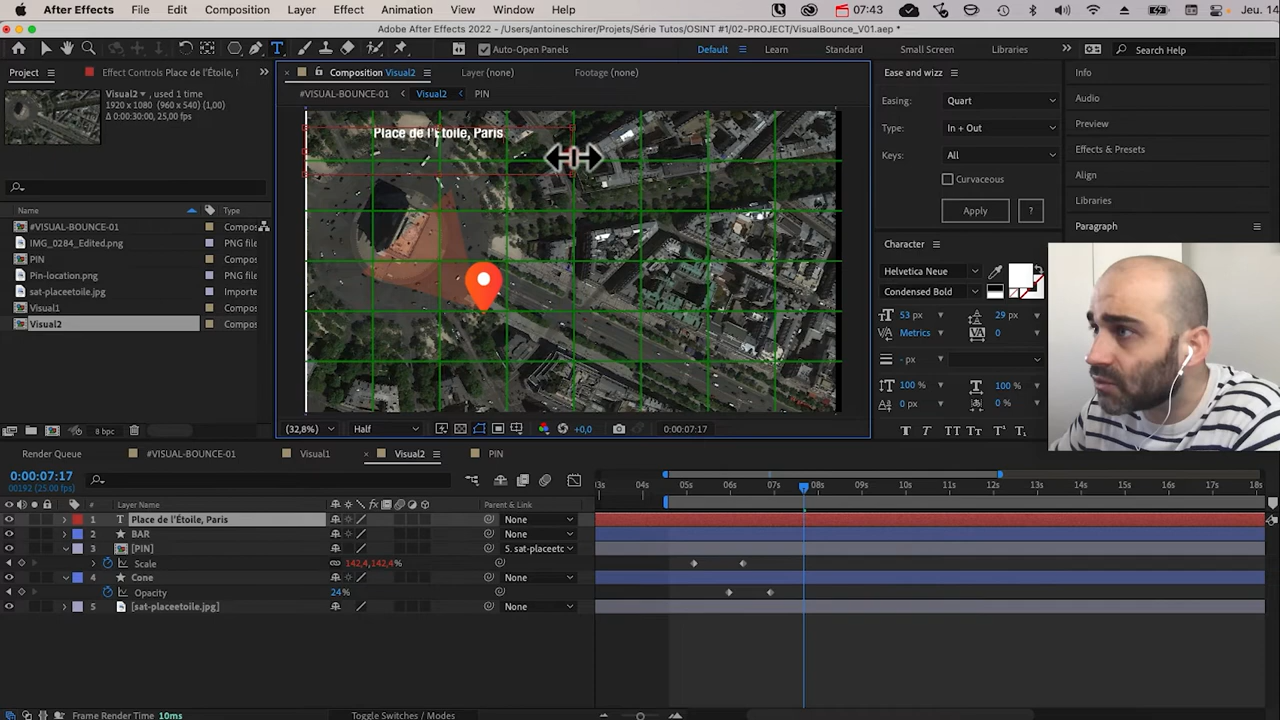 After Effects File Edit Composition Layer Effect Animation View Window Help 07:43 Jeu. 14
Adobe After Effects 2022 - /Users/antoineschirer/Projets/Série Tutos/OSINT #1/02-PROJECT/VisualBounce_V01.aep *
Auto-Open Panels Default Learn Standard Small Screen Libraries Search Help
Project Effect Controls Place de l'Étoile, F Composition Visual2 Layer (none) Footage (none) Ease and wizz Info
Visual2, used 1 time #VISUAL-BOUNCE-01 Visual2 PIN Easing: Quart Audio
1920 x 1080 (960 x 540) (1,00)
Δ 0:00:30:00, 25,00 fps
Type: In + Out Preview
Place de l'Étoile, Paris
Keys: All Effects & Presets
Curvaceous Align
Apply ? Libraries
Name Type Paragraph
#VISUAL-BOUNCE-01 Compos
IMG_0284_Edited.png PNG file Character
PIN Compos
Pin-location.png PNG file Helvetica Neue
sat-placeetoile.jpg Importe Condensed Bold
Visual1 Compos 53 px 29 px
Visual2 Compos Metrics 0
- px
100 % 100 %
0 px 0 %
T T TT Tt T¹ T₁
8 bpc (32,8%) Half +0,0 0:00:07:17
Render Queue #VISUAL-BOUNCE-01 Visual1 Visual2 PIN
0:00:07:17
00192 (25.00 fps)
3s 04s 05s 06s 07s 08s 09s 10s 11s 12s 13s 14s 15s 16s 17s 18s
# Layer Name fx Parent & Link
1 T Place de l'Étoile, Paris None
2 BAR None
3 [PIN] 5. sat-placeetc
Scale 142,4,142,4%
4 Cone None
Opacity 24%
5 [sat-placeetoile.jpg] None
Frame Render Time 10ms Toggle Switches / Modes